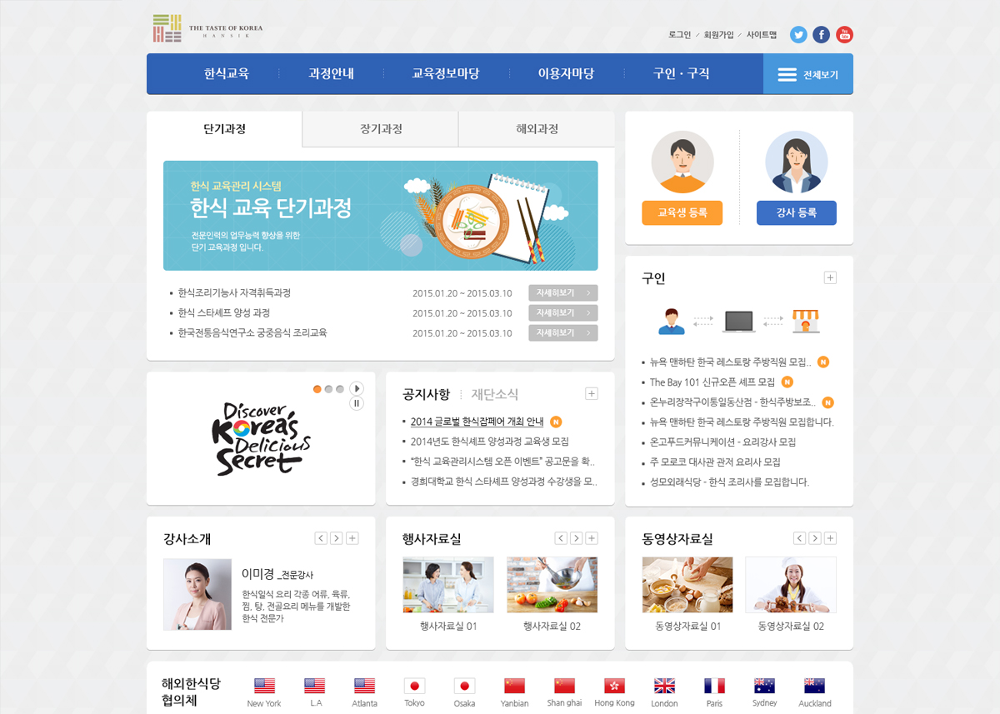 THE TASTE OF KOREA
HANSIK
로그인 / 회원가입 / 사이트맵
You Tube
한식교육
과정안내
교육정보마당
이용자마당
구인 · 구직
전체보기
단기과정
장기과정
해외과정
한식 교육관리 시스템
한식 교육 단기과정
전문인력의 업무능력 향상을 위한
단기 교육과정 입니다.
한식조리기능사 자격취득과정 2015.01.20 ~ 2015.03.10 자세히보기
한식 스타셰프 양성 과정 2015.01.20 ~ 2015.03.10 자세히보기
한국전통음식연구소 궁중음식 조리교육 2015.01.20 ~ 2015.03.10 자세히보기
교육생 등록
강사 등록
구인
뉴욕 맨하탄 한국 레스토랑 주방직원 모집.. N
The Bay 101 신규오픈 셰프 모집 N
온누리장작구이통일동산점 - 한식주방보조.. N
뉴욕 맨하탄 한국 레스토랑 주방직원 모집합니다.
온고푸드커뮤니케이션 - 요리강사 모집
주 모로코 대사관 관저 요리사 모집
성모외래식당 - 한식 조리사를 모집합니다.
Discover
Korea's
Delicious
Secret
공지사항
재단소식
2014 글로벌 한식잡페어 개최 안내 N
2014년도 한식셰프 양성과정 교육생 모집
“한식 교육관리시스템 오픈 이벤트” 공고문을 확..
경희대학교 한식 스타셰프 양성과정 수강생을 모..
강사소개
이미경 _전문강사
한식일식 요리 각종 어류, 육류,
찜, 탕, 전골요리 메뉴를 개발한
한식 전문가
행사자료실
행사자료실 01
행사자료실 02
동영상자료실
동영상자료실 01
동영상자료실 02
해외한식당
협의체
New York
L.A
Atlanta
Tokyo
Osaka
Yanbian
Shan ghai
Hong Kong
London
Paris
Sydney
Auckland